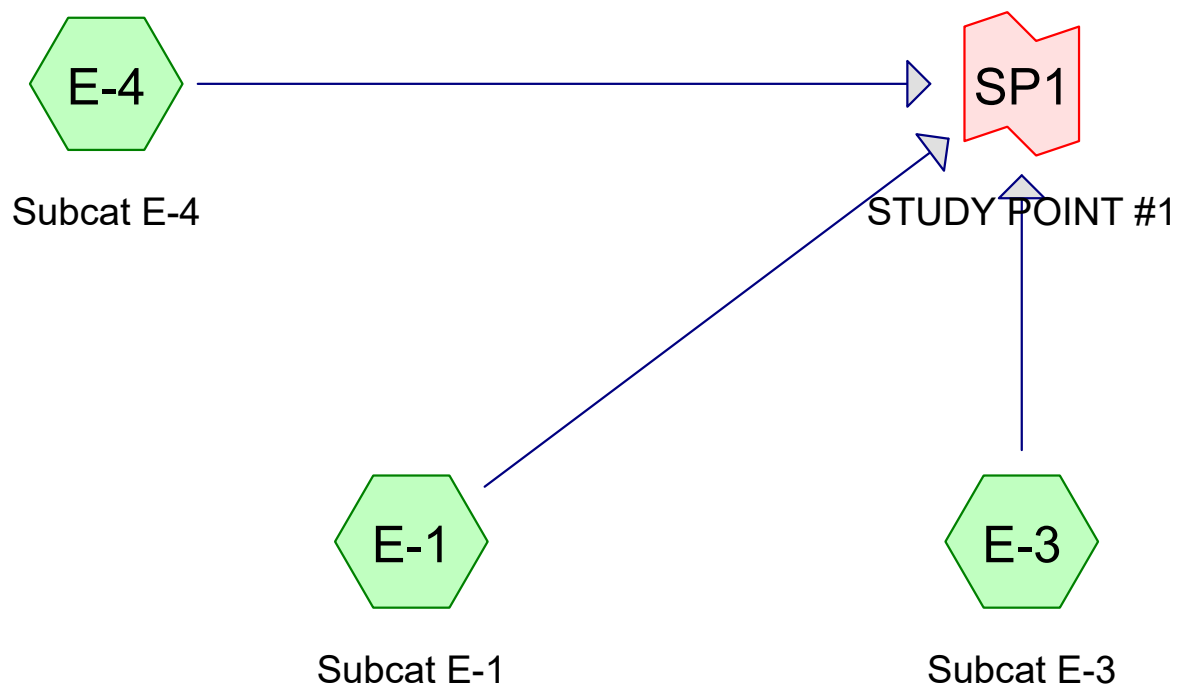 E-4
SP1
Subcat E-4
STUDY POINT #1
E-1
E-3
Subcat E-1
Subcat E-3